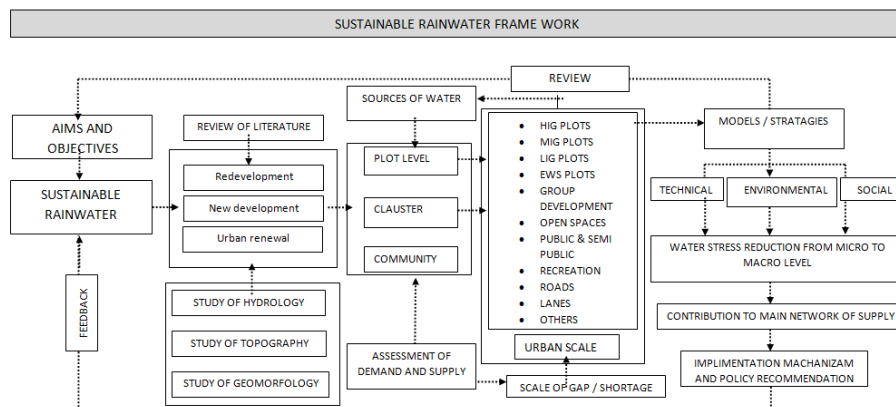 SUSTAINABLE RAINWATER FRAME WORK
REVIEW
SOURCES OF WATER
AIMS AND
OBJECTIVES
REVIEW OF LITERATURE
SUSTAINABLE
RAINWATER
Redevelopment
New development
Urban renewal
PLOT LEVEL
CLAUSTER
COMMUNITY
HIG PLOTS
MIG PLOTS
LIG PLOTS
EWS PLOTS
GROUP
DEVELOPMENT
OPEN SPACES
PUBLIC & SEMI
PUBLIC
RECREATION
ROADS
LANES
OTHERS
URBAN SCALE
MODELS / STRATAGIES
TECHNICAL
ENVIRONMENTAL
SOCIAL
WATER STRESS REDUCTION FROM MICRO TO
MACRO LEVEL
CONTRIBUTION TO MAIN NETWORK OF SUPPLY
IMPLIMENTATION MACHANIZAM
AND POLICY RECOMMENDATION
FEEDBACK
STUDY OF HYDROLOGY
STUDY OF TOPOGRAPHY
STUDY OF GEOMORFOLOGY
ASSESSMENT OF
DEMAND AND SUPPLY
SCALE OF GAP / SHORTAGE